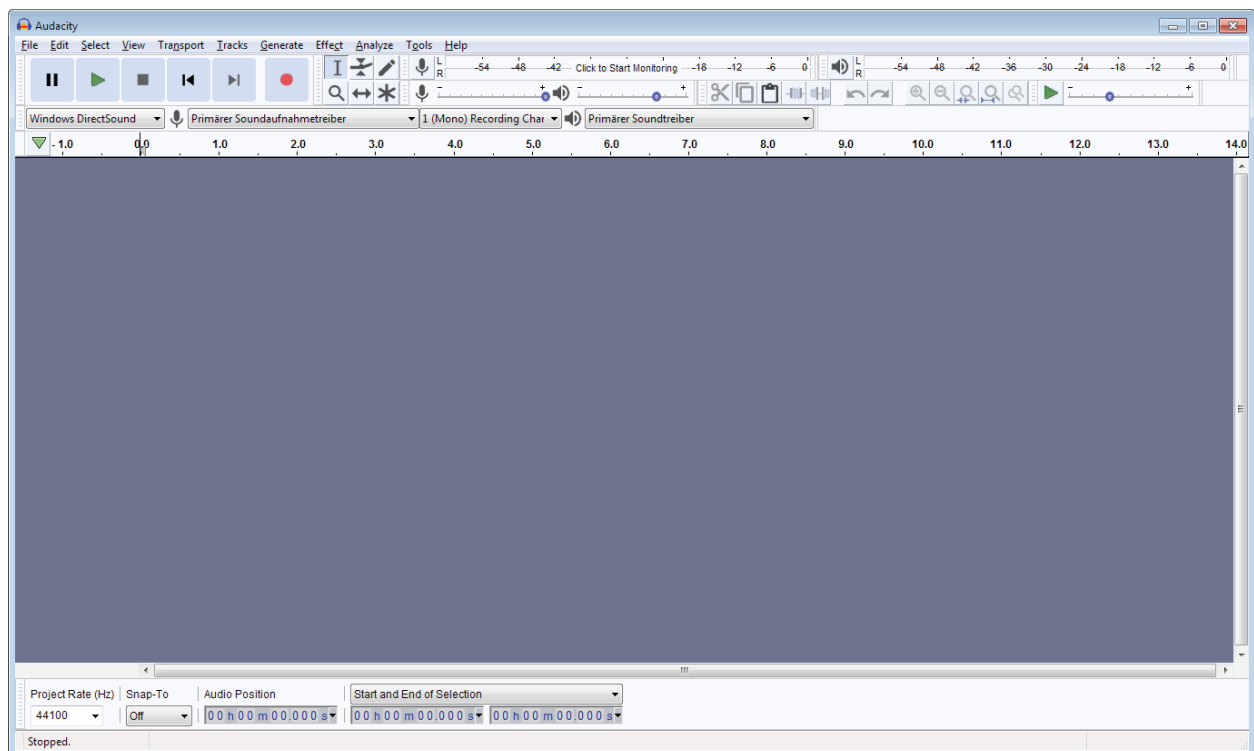 Audacity
File Edit Select View Transport Tracks Generate Effect Analyze Tools Help
L R -54 -48 -42 Click to Start Monitoring -18 -12 -6 0 L R -54 -48 -42 -36 -30 -24 -18 -12 -6 0
- + - + - +
Windows DirectSound Primärer Soundaufnahmetreiber 1 (Mono) Recording Char Primärer Soundtreiber
- 1.0 0.0 1.0 2.0 3.0 4.0 5.0 6.0 7.0 8.0 9.0 10.0 11.0 12.0 13.0 14.0
Project Rate (Hz) Snap-To Audio Position Start and End of Selection
44100 Off 00 h 00 m 00.000 s 00 h 00 m 00.000 s 00 h 00 m 00.000 s
Stopped.